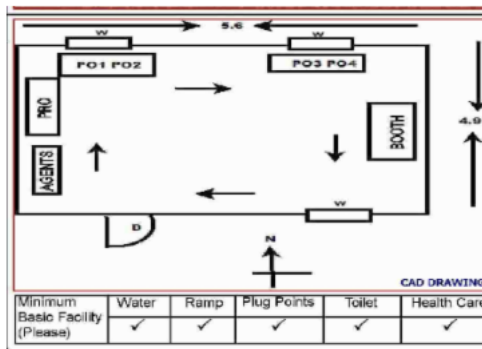 5.6
W
W
PO1 PO2
PO3 PO4
PRO
AGENTS
BOOTH
4.9
W
D
N
CAD DRAWING
Minimum Basic Facility (Please)
Water
Ramp
Plug Points
Toilet
Health Care
✓
✓
✓
✓
✓